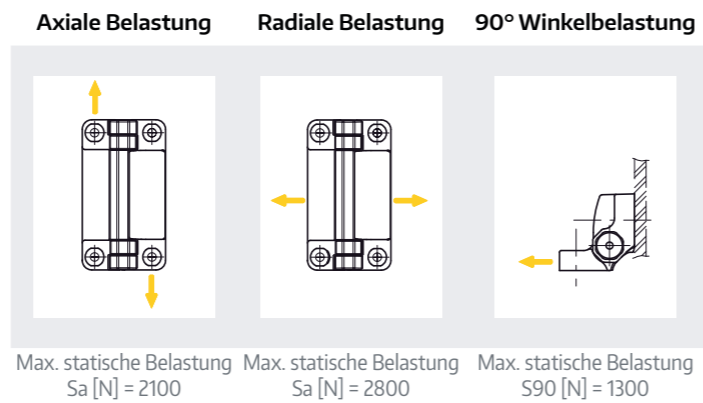 Axiale Belastung
Radiale Belastung
90° Winkelbelastung
Max. statische Belastung
Sa [N] = 2100
Max. statische Belastung
Sa [N] = 2800
Max. statische Belastung
S90 [N] = 1300